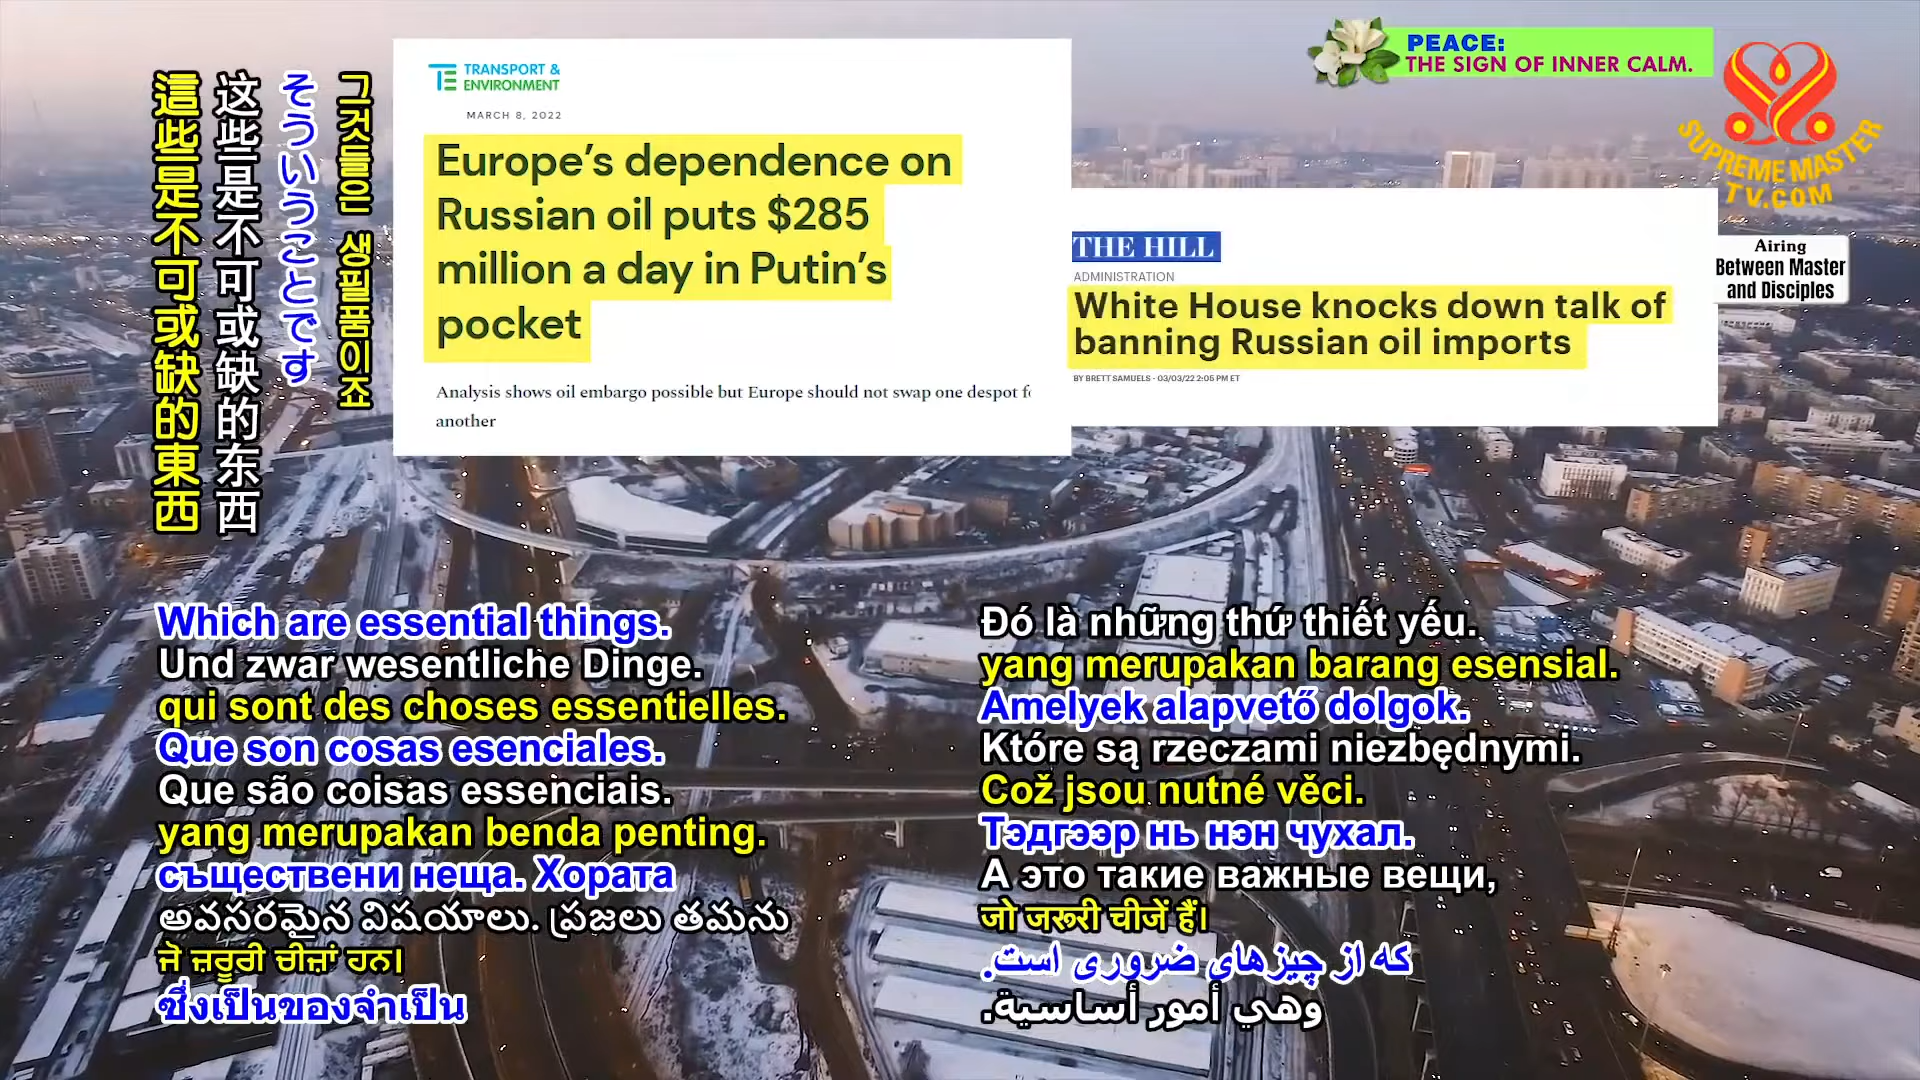 這些是不可或缺的東西
这些是不可或缺的东西
そういうことです
그것들은 생필품이죠
TRANSPORT &
ENVIRONMENT
MARCH 8, 2022
Europe's dependence on
Russian oil puts $285
million a day in Putin's
pocket
Analysis shows oil embargo possible but Europe should not swap one despot
another
THE HILL
ADMINISTRATION
White House knocks down talk of
banning Russian oil imports
BY BRETT SAMUELS - 03/03/22 2:05 PM ET
PEACE:
THE SIGN OF INNER CALM.
SUPREME MASTER
TV.COM
Airing
Between Master
and Disciples
Which are essential things.
Und zwar wesentliche Dinge.
qui sont des choses essentielles.
Que son cosas esenciales.
Que são coisas essenciais.
yang merupakan benda penting.
съществени неща. Хората
అవసరమైన విషయాలు. ప్రజలు తమను
ਜੋ ਜ਼ਰੂਰੀ ਚੀਜ਼ਾਂ ਹਨ।
ซึ่งเป็นของจำเป็น
Đó là những thứ thiết yếu.
yang merupakan barang esensial.
Amelyek alapvető dolgok.
Które są rzeczami niezbędnymi.
Což jsou nutné věci.
Тэдгээр нь нэн чухал.
А это такие важные вещи,
जो जरूरी चीजें हैं।
که از چیزهای ضروری است.
وهي أمور أساسية.